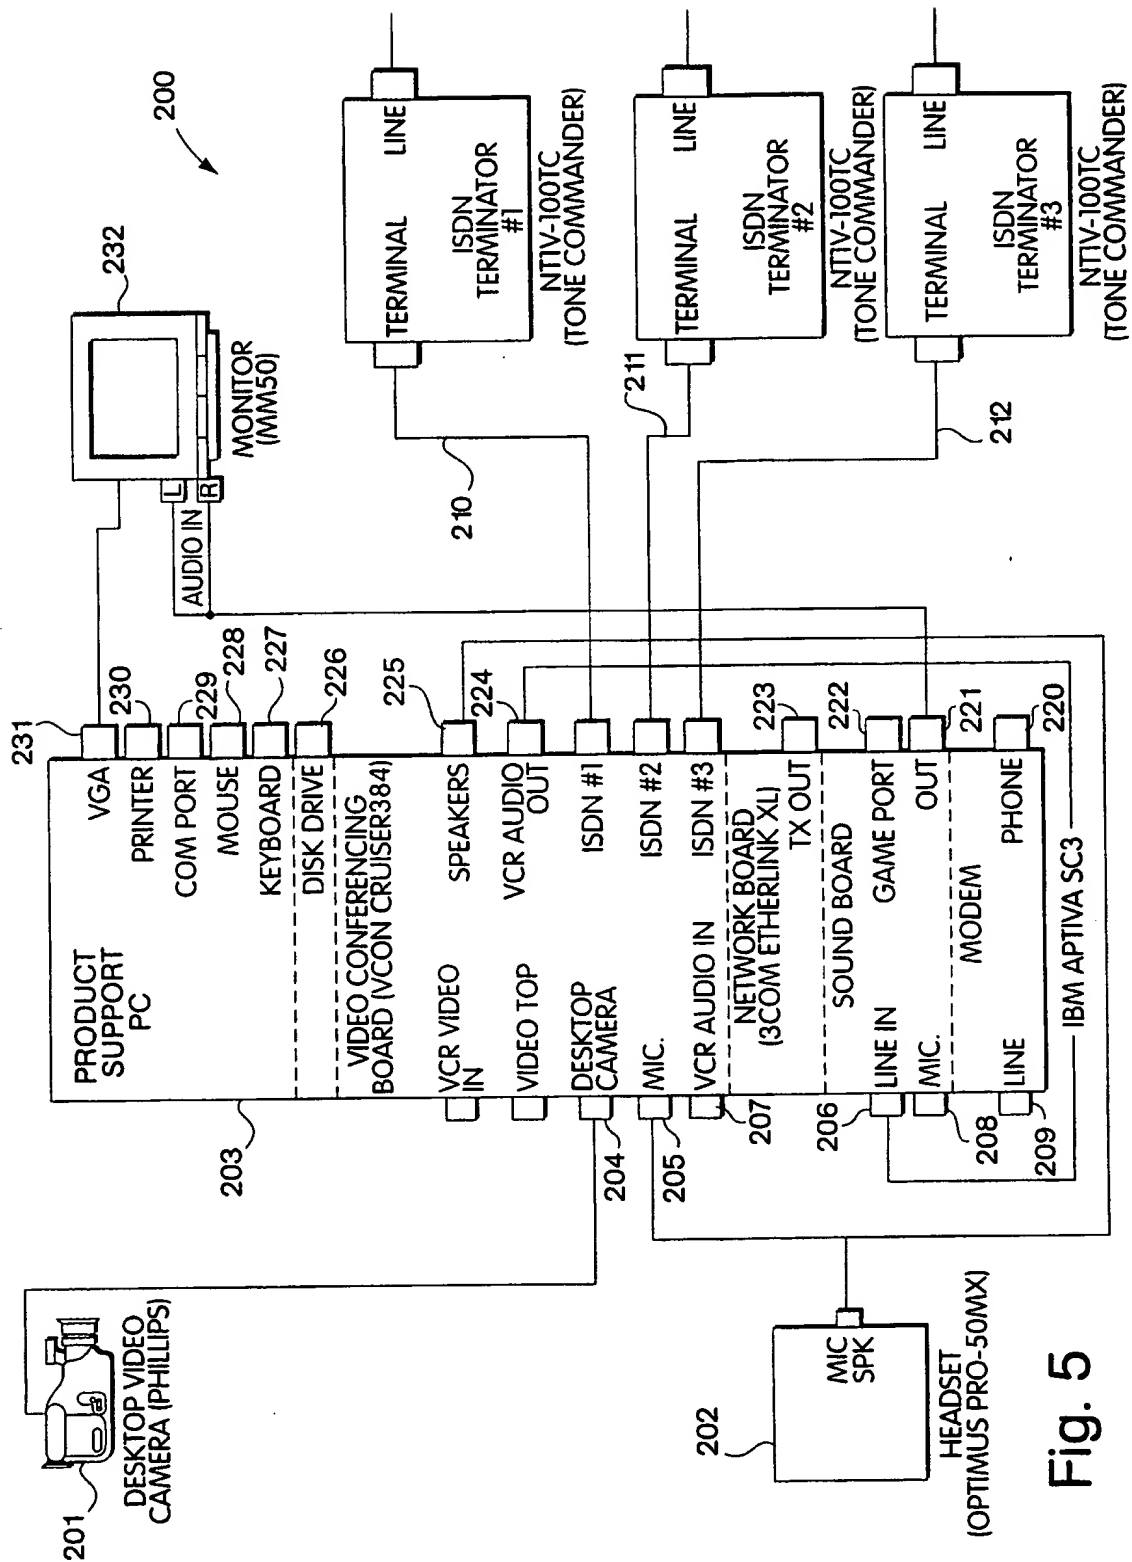 200
201
DESKTOP VIDEO
CAMERA (PHILLIPS)
202
MIC
SPK
HEADSET
(OPTIMUS PRO-50MX)
203
PRODUCT
SUPPORT
PC
VGA
PRINTER
COM PORT
MOUSE
KEYBOARD
DISK DRIVE
231
230
229
228
227
226
VIDEO CONFERENCING
BOARD (VCON CRUISER384)
VCR VIDEO
IN
VIDEO TOP
DESKTOP
CAMERA
MIC.
VCR AUDIO IN
204
205
207
SPEAKERS
VCR AUDIO
OUT
ISDN #1
ISDN #2
ISDN #3
225
224
NETWORK BOARD
(3COM ETHERLINK XL)
TX OUT
223
SOUND BOARD
LINE IN
MIC.
206
208
GAME PORT
OUT
222
221
MODEM
LINE
209
PHONE
220
IBM APTIVA SC3
AUDIO IN
L
R
232
MONITOR
(MM50)
210
211
212
TERMINAL
LINE
ISDN
TERMINATOR
#1
NT1V-100TC
(TONE COMMANDER)
TERMINAL
LINE
ISDN
TERMINATOR
#2
NT1V-100TC
(TONE COMMANDER)
TERMINAL
LINE
ISDN
TERMINATOR
#3
NT1V-100TC
(TONE COMMANDER)
Fig. 5